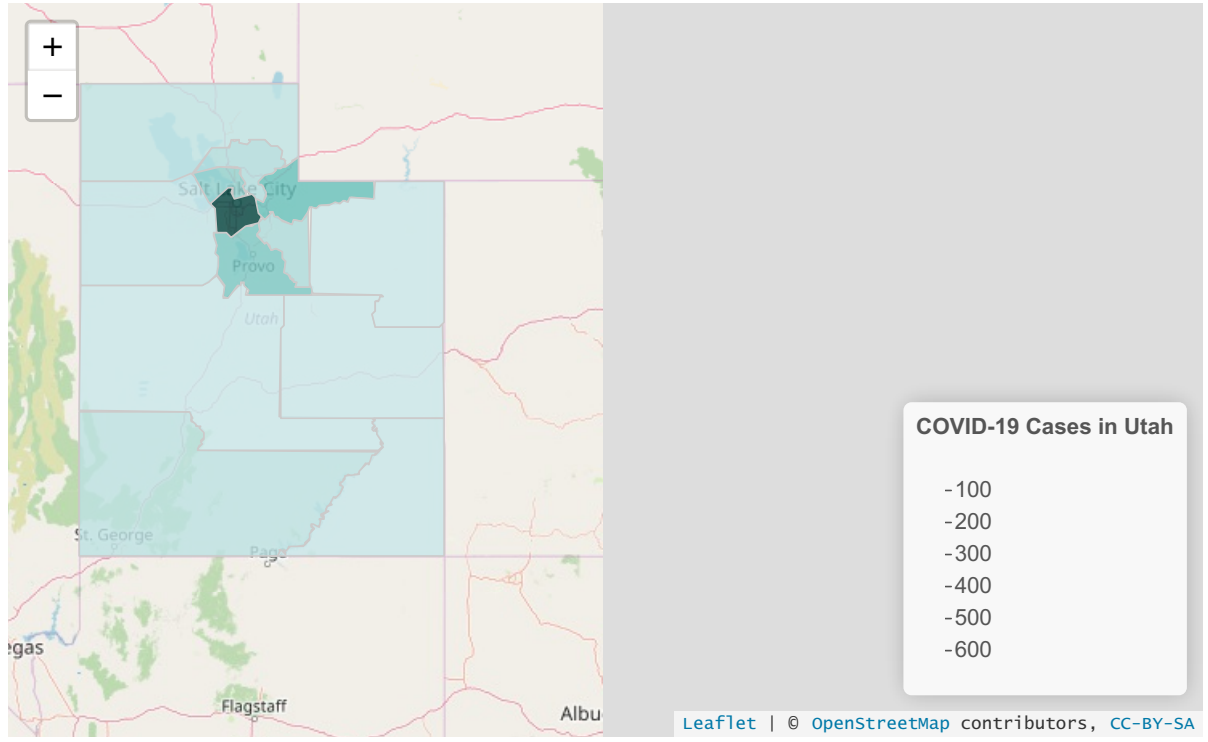 +
−
Salt Lake City
Provo
Utah
St. George
Page
egas
Flagstaff
Albu
COVID-19 Cases in Utah
-100
-200
-300
-400
-500
-600
Leaflet | © OpenStreetMap contributors, CC-BY-SA